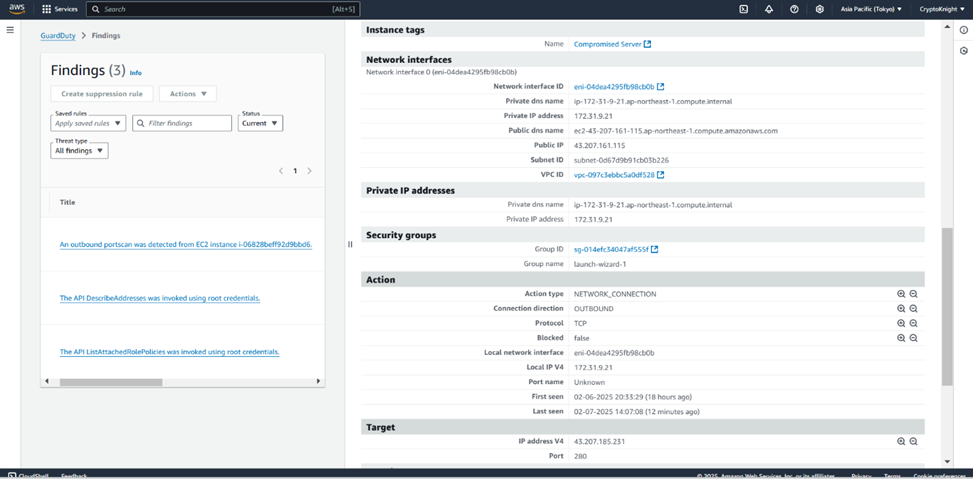 aws
Services
Search
[Alt+S]
Asia Pacific (Tokyo)
CryptoKnight
GuardDuty > Findings
Findings (3) Info
Create suppression rule
Actions
Saved rules
Apply saved rules
Filter findings
Status
Current
Threat type
All findings
1
Title
An outbound portscan was detected from EC2 instance i-06828beff92d9bbd6.
The API DescribeAddresses was invoked using root credentials.
The API ListAttachedRolePolicies was invoked using root credentials.
Instance tags
Name Compromised Server
Network interfaces
Network interface 0 (eni-04dea4295fb98cb0b)
Network interface ID eni-04dea4295fb98cb0b
Private dns name ip-172-31-9-21.ap-northeast-1.compute.internal
Private IP address 172.31.9.21
Public dns name ec2-43-207-161-115.ap-northeast-1.compute.amazonaws.com
Public IP 43.207.161.115
Subnet ID subnet-0d67d9b91cb03b226
VPC ID vpc-097c3ebbc5a0df528
Private IP addresses
Private dns name ip-172-31-9-21.ap-northeast-1.compute.internal
Private IP address 172.31.9.21
Security groups
Group ID sg-014efc34047af555f
Group name launch-wizard-1
Action
Action type NETWORK_CONNECTION
Connection direction OUTBOUND
Protocol TCP
Blocked false
Local network interface eni-04dea4295fb98cb0b
Local IP V4 172.31.9.21
Port name Unknown
First seen 02-06-2025 20:33:29 (18 hours ago)
Last seen 02-07-2025 14:07:08 (12 minutes ago)
Target
IP address V4 43.207.185.231
Port 280
CloudShell Feedback
© 2025, Amazon Web Services, Inc. or its affiliates. Privacy Terms Cookie preferences